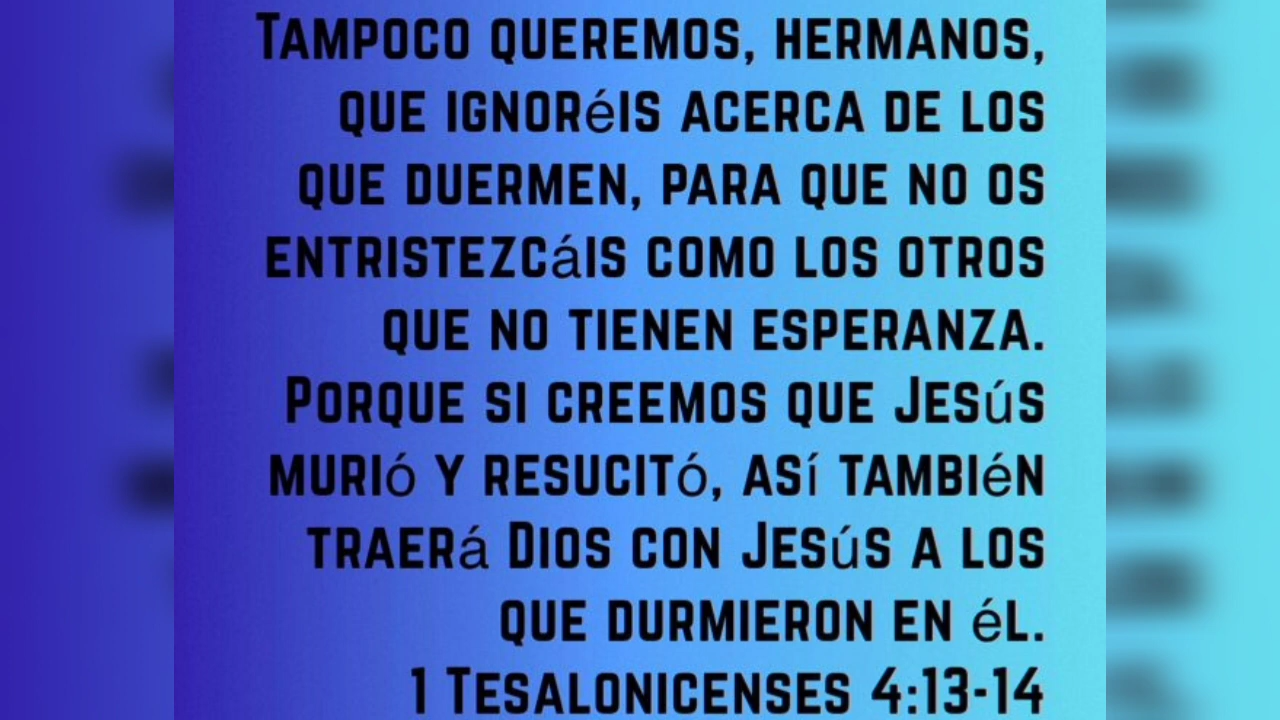 Tampoco queremos, hermanos,
que ignoréis acerca de los
que duermen, para que no os
entristezcáis como los otros
que no tienen esperanza.
Porque si creemos que Jesús
murió y resucitó, así también
traerá Dios con Jesús a los
que durmieron en él.
1 Tesalonicenses 4:13-14